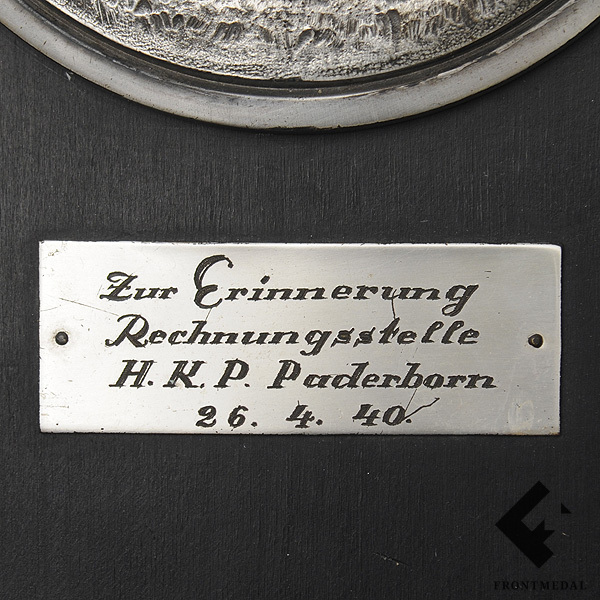 Zur Erinnerung
Rechnungsstelle
H. K. P. Paderborn
26. 4. 40.
FRONTMEDAL